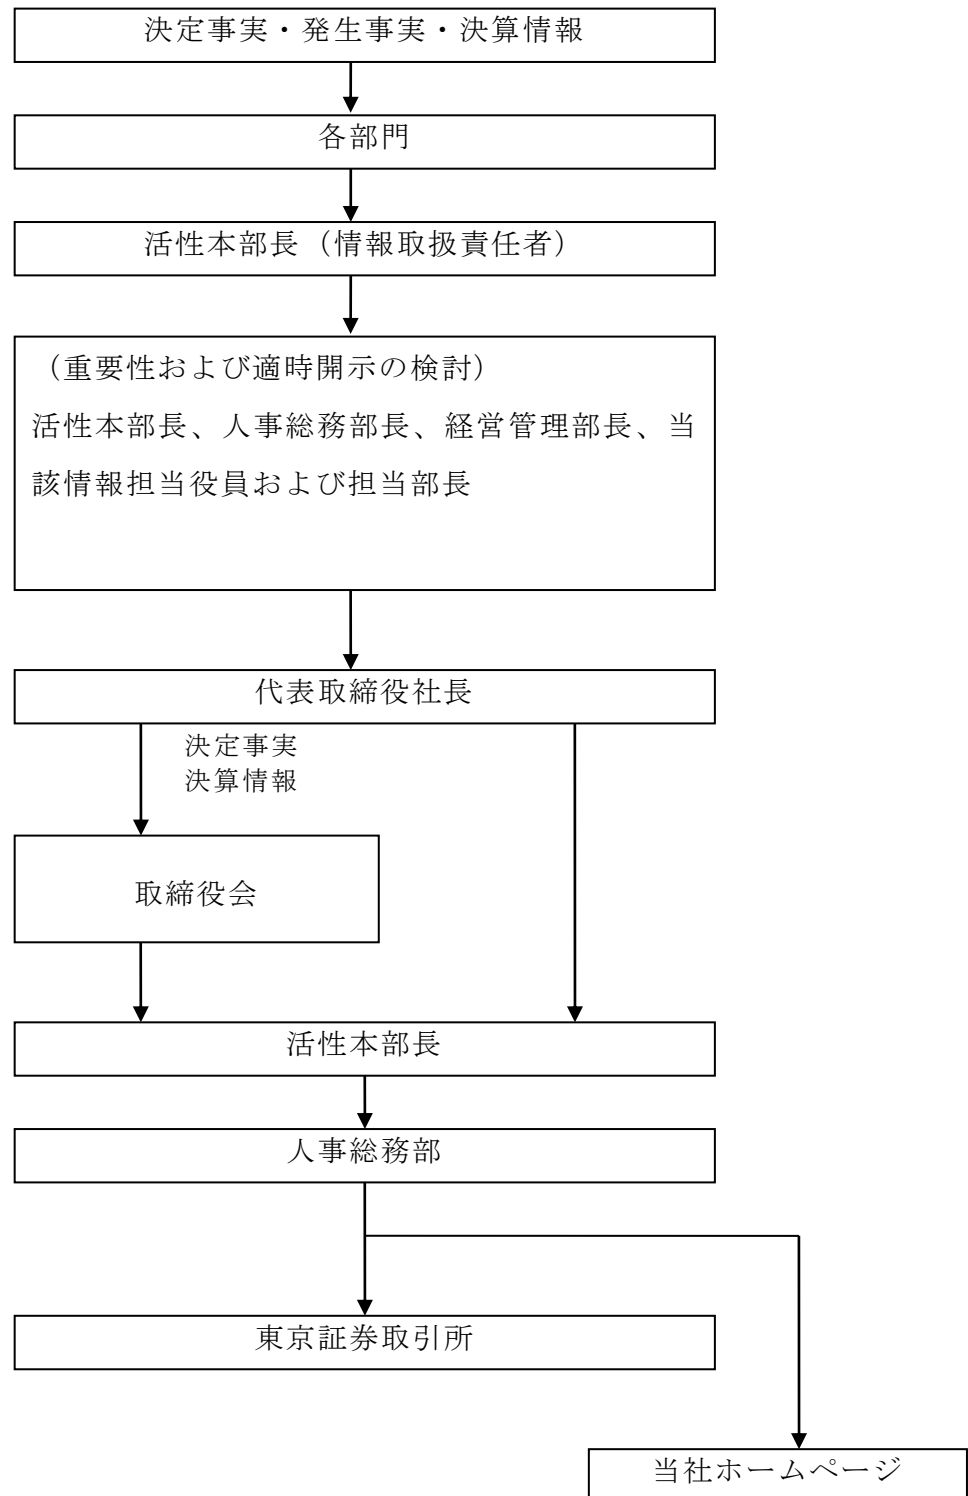 決定事実・発生事実・決算情報
各部門
活性本部長（情報取扱責任者）
（重要性および適時開示の検討）
活性本部長、人事総務部長、経営管理部長、当
該情報担当役員および担当部長
代表取締役社長
決定事実
決算情報
取締役会
活性本部長
人事総務部
東京証券取引所
当社ホームページ